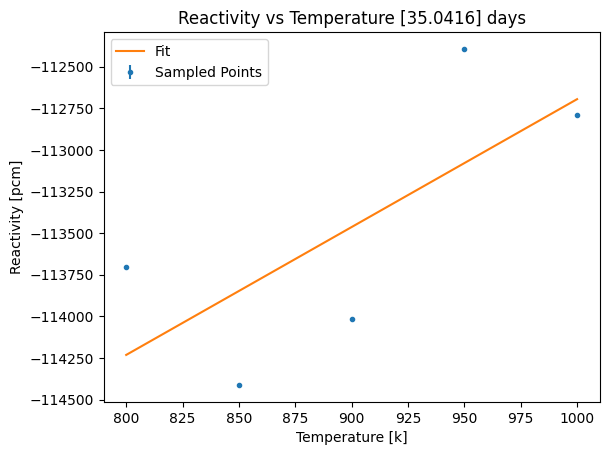 Reactivity vs Temperature [35.0416] days
Fit
Sampled Points
Reactivity [pcm]
−112500
−112750
−113000
−113250
−113500
−113750
−114000
−114250
−114500
800 825 850 875 900 925 950 975 1000
Temperature [k]